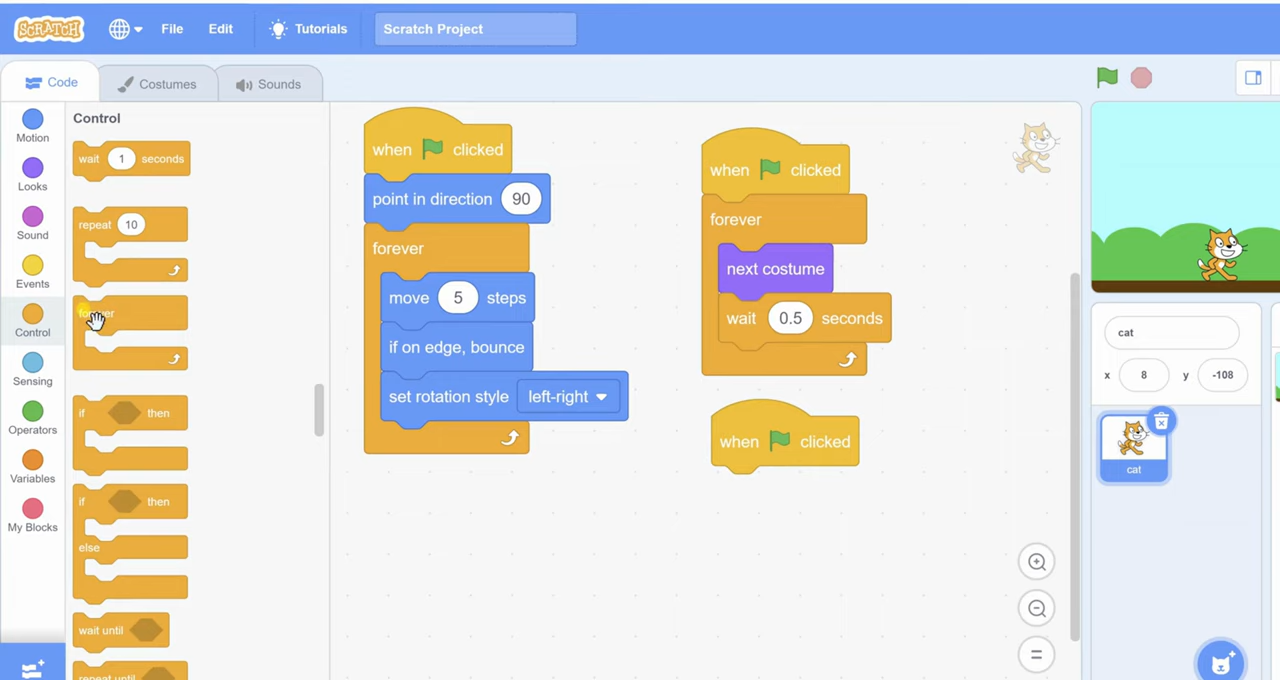 SCRATCH File Edit Tutorials Scratch Project
Code Costumes Sounds
Motion
Looks
Sound
Events
Control
Sensing
Operators
Variables
My Blocks
Control
wait 1 seconds
repeat 10
forever
if then
if then
else
wait until
repeat until
when clicked
point in direction 90
forever
move 5 steps
if on edge, bounce
set rotation style left-right
when clicked
forever
next costume
wait 0.5 seconds
when clicked
cat
x 8 y -108
cat